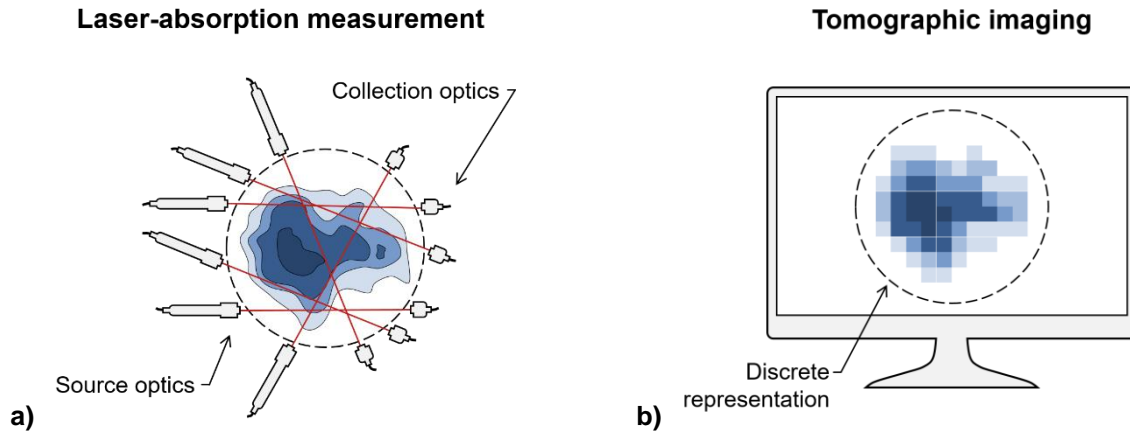 Laser-absorption measurement
Collection optics
Source optics
a)
Tomographic imaging
Discrete
representation
b)